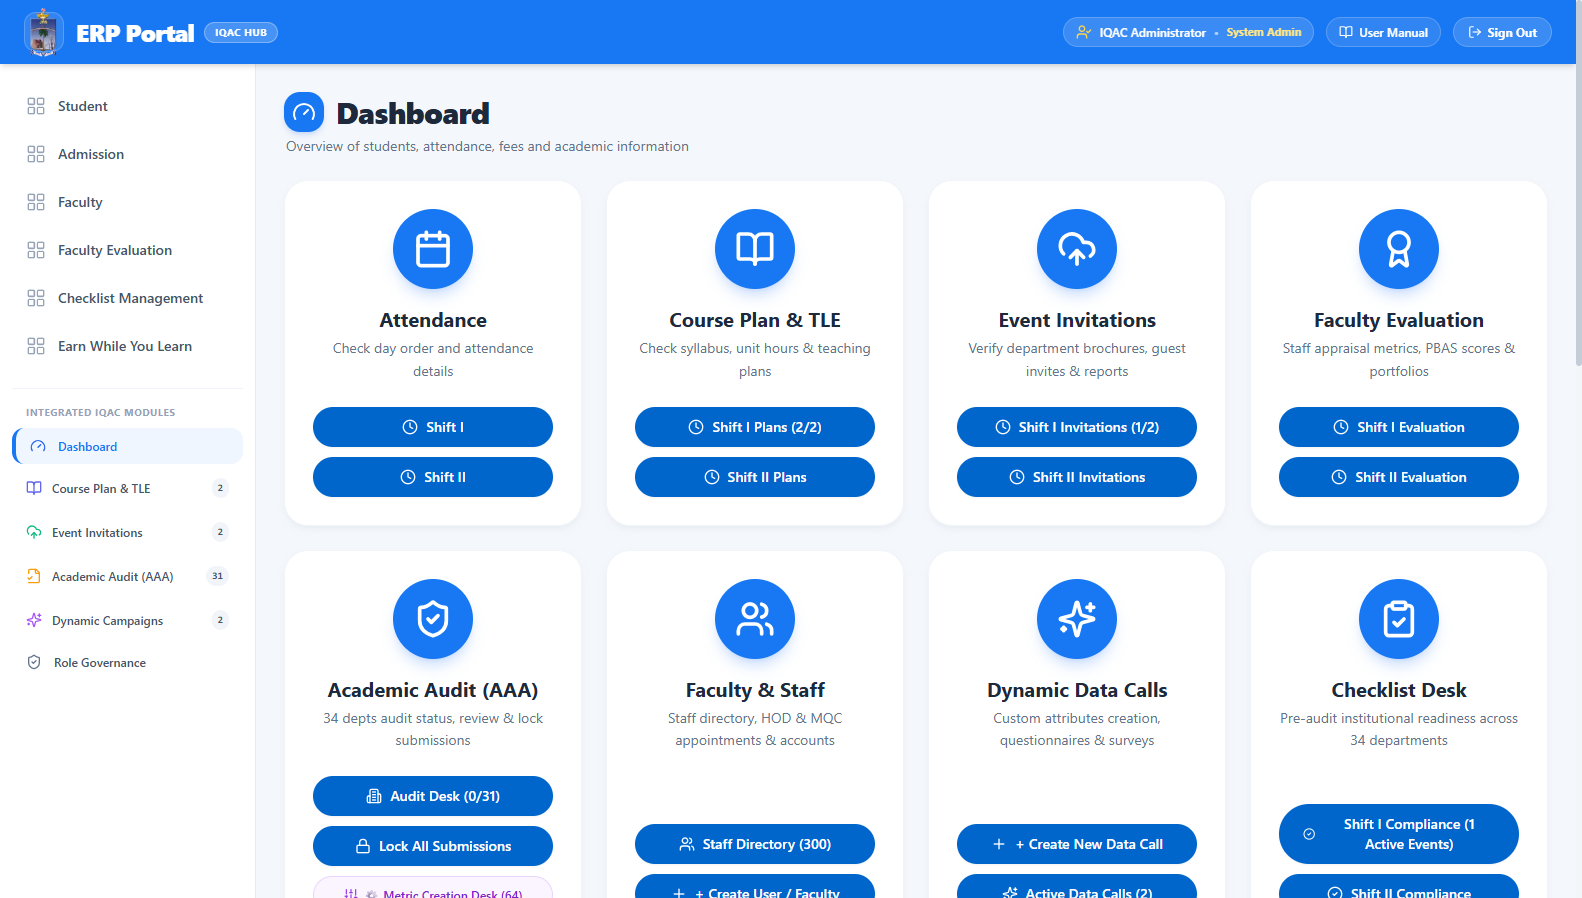 ERP Portal
IQAC HUB
IQAC Administrator • System Admin
User Manual
Sign Out
Student
Admission
Faculty
Faculty Evaluation
Checklist Management
Earn While You Learn
INTEGRATED IQAC MODULES
Dashboard
Course Plan & TLE 2
Event Invitations 2
Academic Audit (AAA) 31
Dynamic Campaigns 2
Role Governance
Dashboard
Overview of students, attendance, fees and academic information
Attendance
Check day order and attendance
details
Shift I
Shift II
Course Plan & TLE
Check syllabus, unit hours & teaching
plans
Shift I Plans (2/2)
Shift II Plans
Event Invitations
Verify department brochures, guest
invites & reports
Shift I Invitations (1/2)
Shift II Invitations
Faculty Evaluation
Staff appraisal metrics, PBAS scores &
portfolios
Shift I Evaluation
Shift II Evaluation
Academic Audit (AAA)
34 depts audit status, review & lock
submissions
Audit Desk (0/31)
Lock All Submissions
Metric Creation Desk (64)
Faculty & Staff
Staff directory, HOD & MQC
appointments & accounts
Staff Directory (300)
+ Create User / Faculty
Dynamic Data Calls
Custom attributes creation,
questionnaires & surveys
+ Create New Data Call
Active Data Calls (2)
Checklist Desk
Pre-audit institutional readiness across
34 departments
Shift I Compliance (1
Active Events)
Shift II Compliance